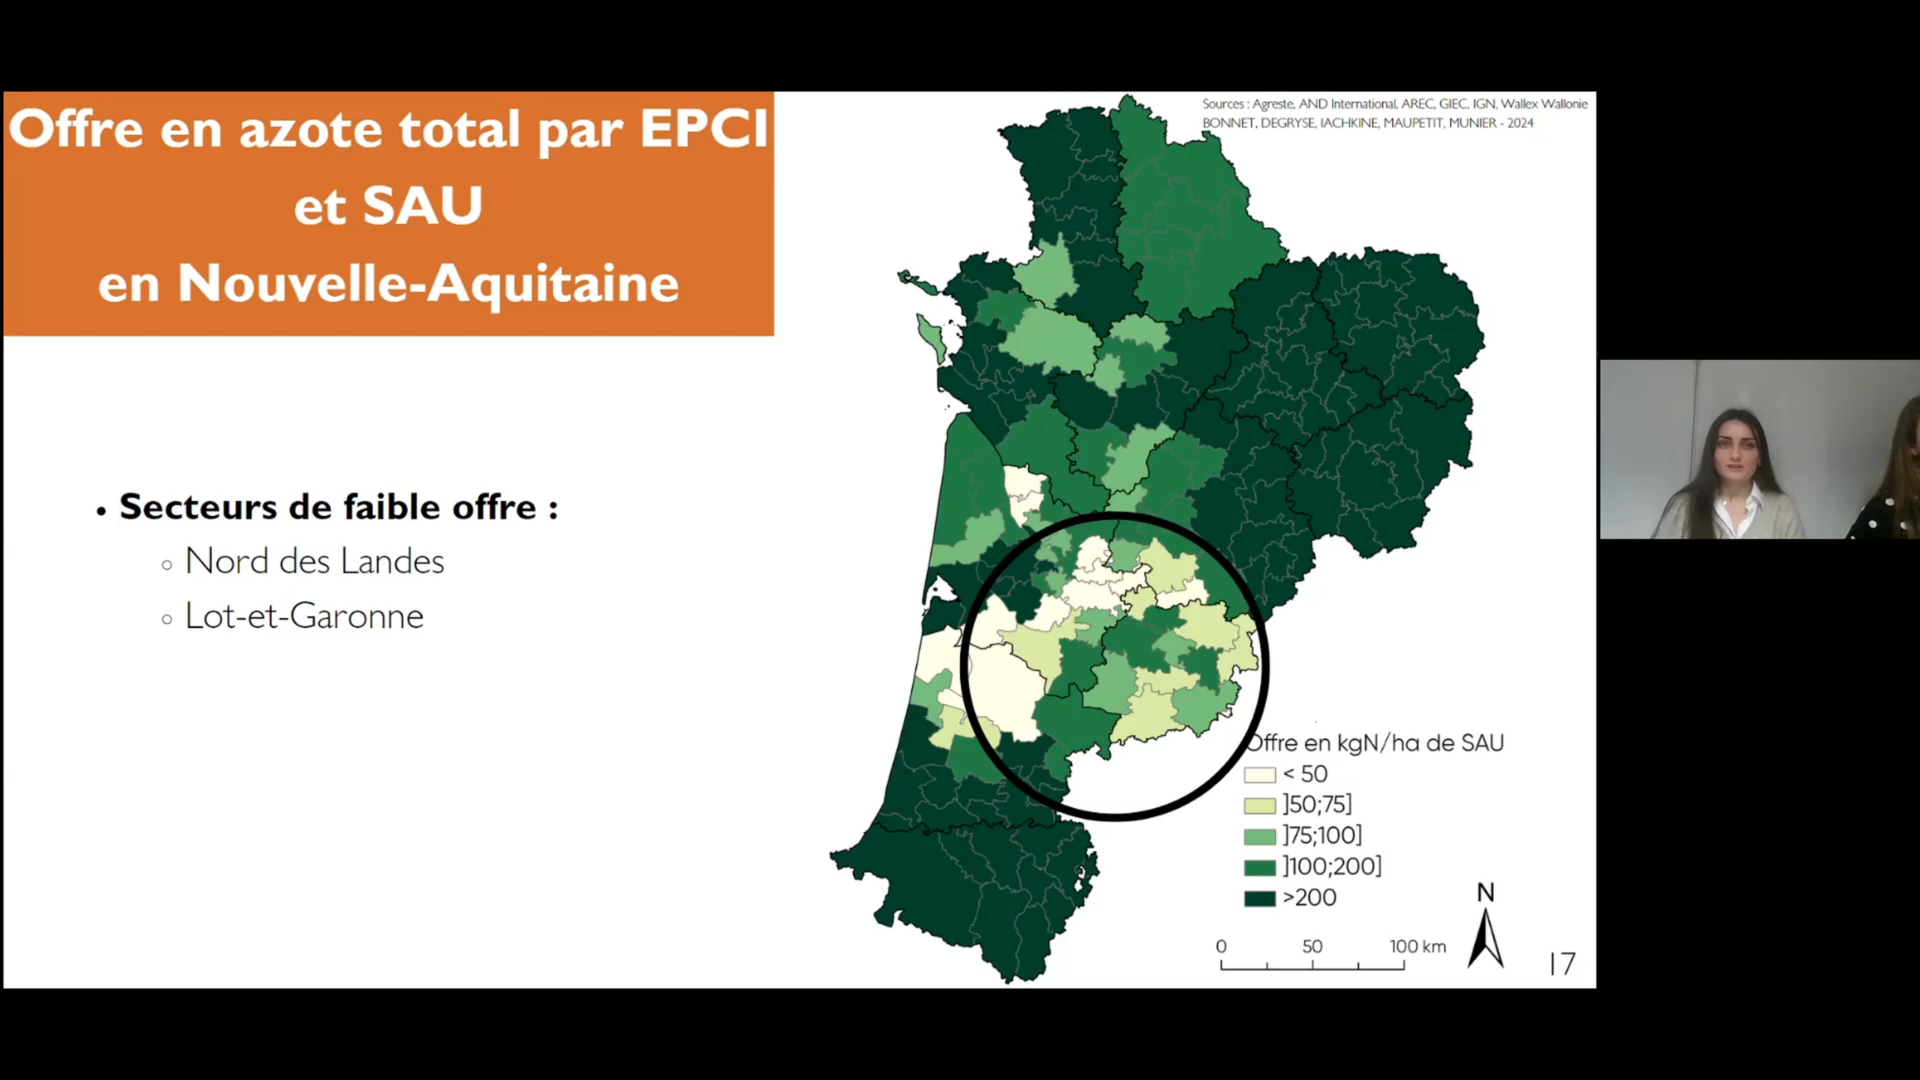 Offre en azote total par EPCI
et SAU
en Nouvelle-Aquitaine
Sources : Agreste, AND International, AREC, GIEC, IGN, Wallex Wallonie
BONNET, DEGRYSE, IACHKINE, MAUPETIT, MUNIER - 2024
• Secteurs de faible offre :
◦ Nord des Landes
◦ Lot-et-Garonne
Offre en kgN/ha de SAU
< 50
]50;75]
]75;100]
]100;200]
>200
N
0 50 100 km
17